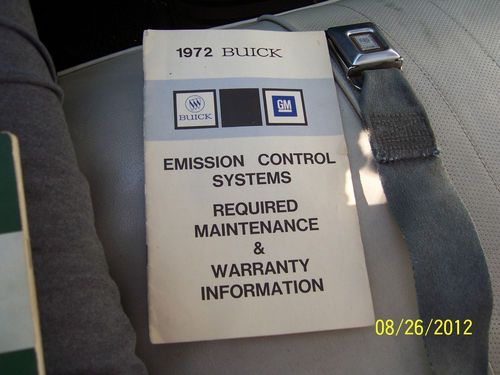 1972 BUICK
BUICK
GM
EMISSION CONTROL
SYSTEMS
REQUIRED
MAINTENANCE
&
WARRANTY
INFORMATION
08/26/2012